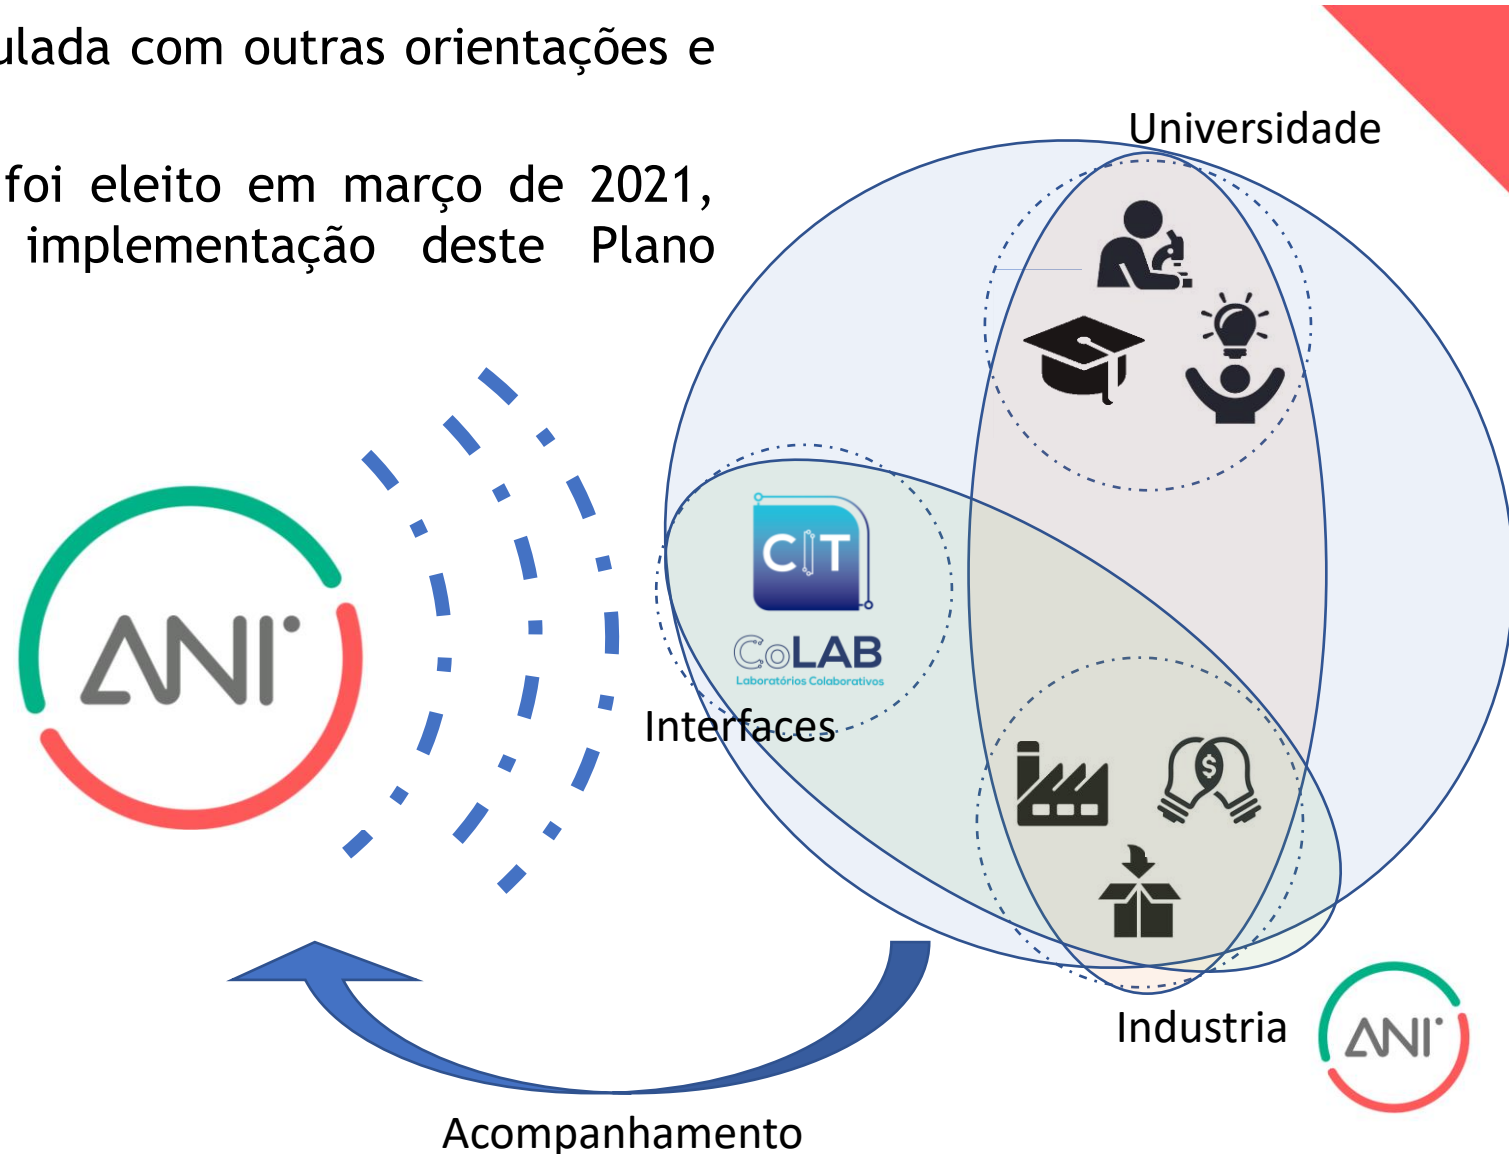 ulada com outras orientações e
foi eleito em março de 2021,
implementação deste Plano
Universidade
CIT
CoLAB
Laboratórios Colaborativos
Interfaces
ANI
$
Industria
ANI
Acompanhamento